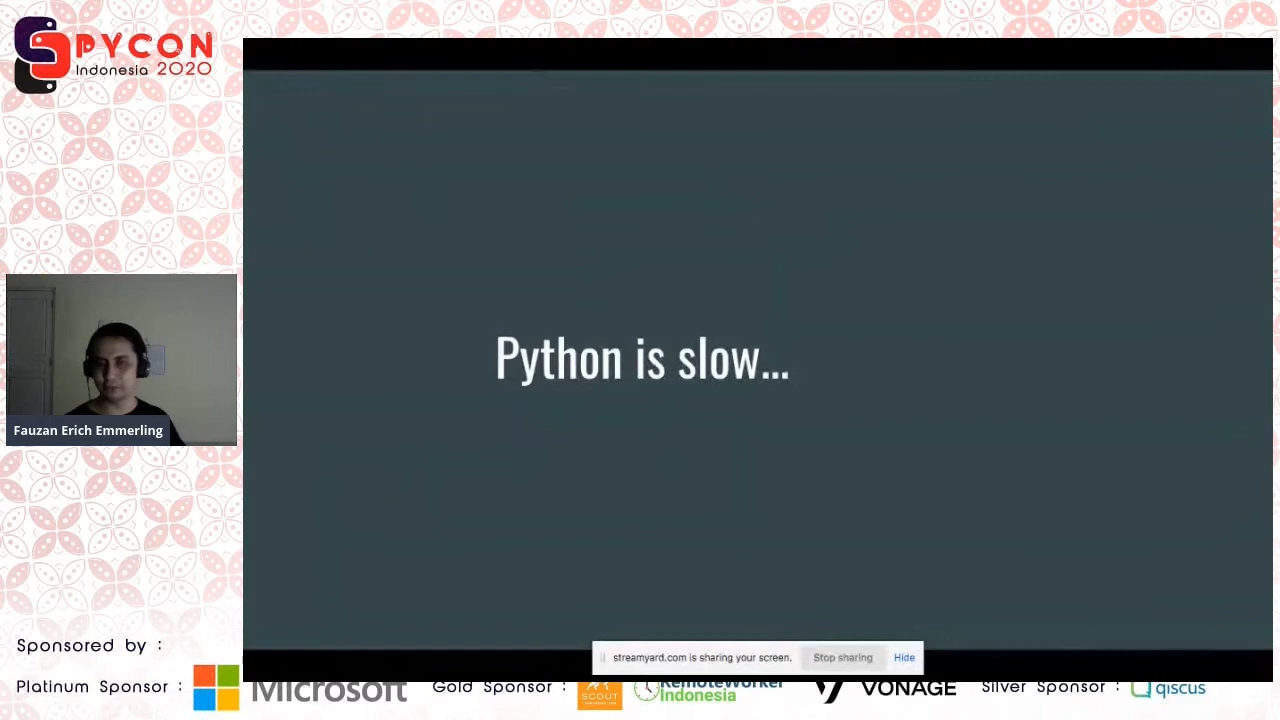 PYCON
Indonesia 2020
Python is slow...
Fauzan Erich Emmerling
Sponsored by :
streamyard.com is sharing your screen. Stop sharing Hide
Platinum Sponsor : Microsoft Gold Sponsor : SCOUT RemoteWorker Indonesia VONAGE Silver Sponsor : qiscus